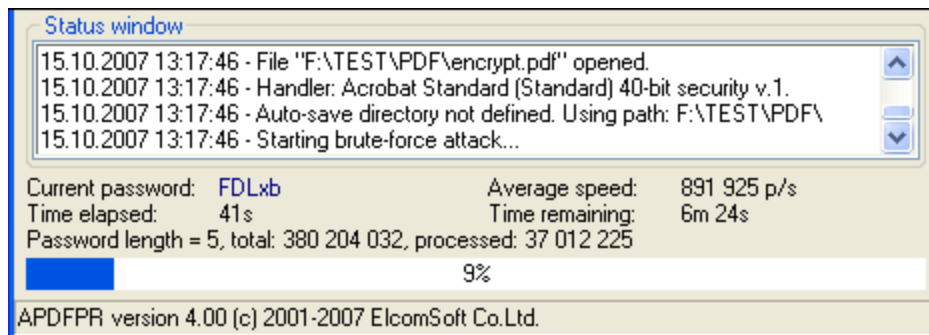 Status window
15.10.2007 13:17:46 - File "F:\TEST\PDF\encrypt.pdf" opened.
15.10.2007 13:17:46 - Handler: Acrobat Standard (Standard) 40-bit security v.1.
15.10.2007 13:17:46 - Auto-save directory not defined. Using path: F:\TEST\PDF\
15.10.2007 13:17:46 - Starting brute-force attack...
Current password: FDLxb Average speed: 891 925 p/s
Time elapsed: 41s Time remaining: 6m 24s
Password length = 5, total: 380 204 032, processed: 37 012 225
9%
APDFPR version 4.00 (c) 2001-2007 ElcomSoft Co.Ltd.